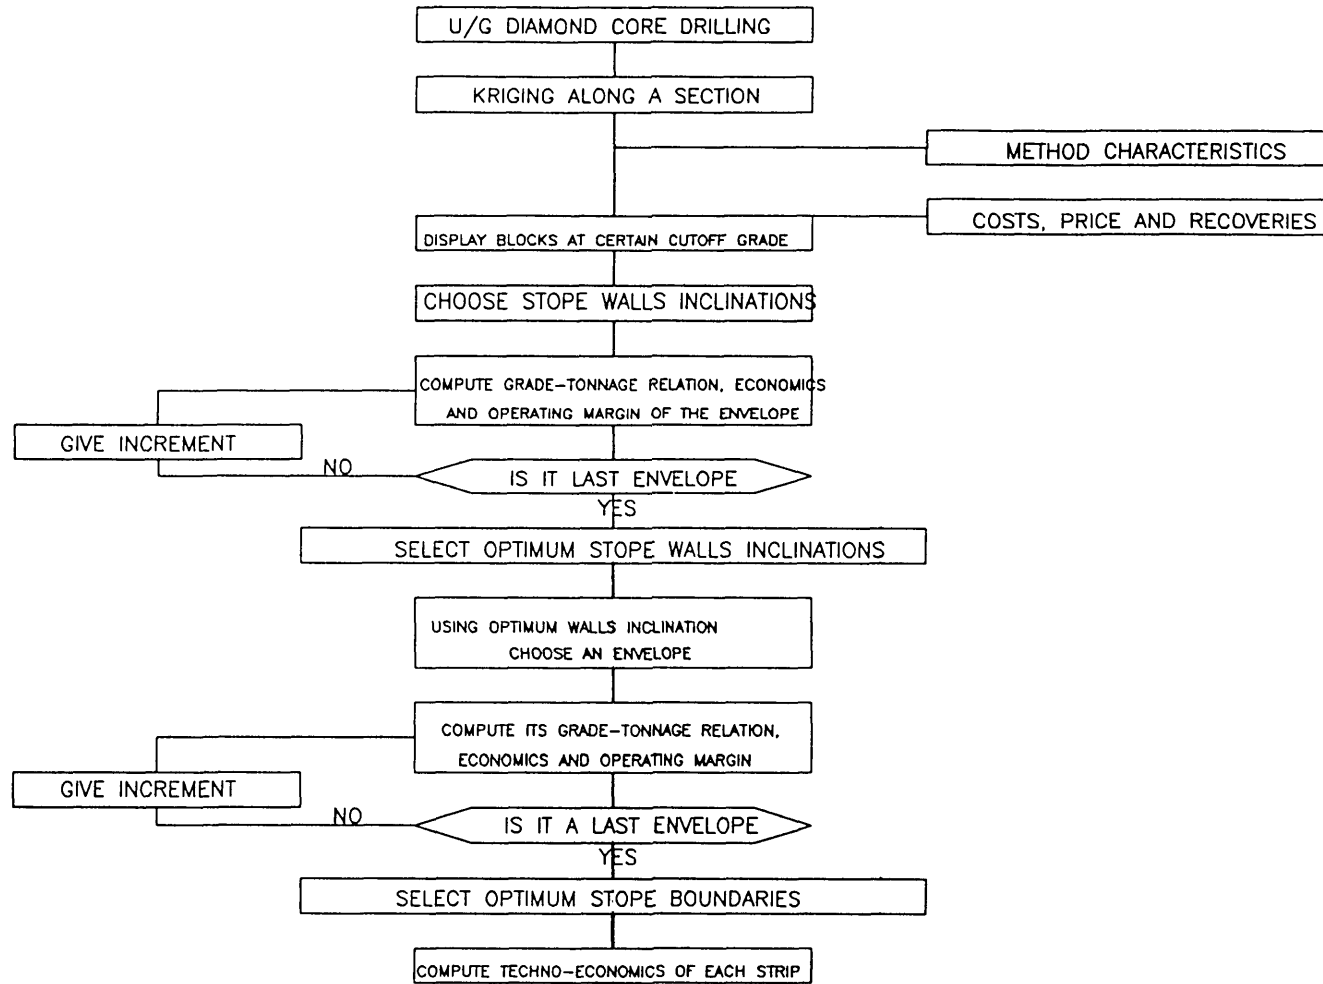 U/G DIAMOND CORE DRILLING
KRIGING ALONG A SECTION
METHOD CHARACTERISTICS
COSTS, PRICE AND RECOVERIES
DISPLAY BLOCKS AT CERTAIN CUTOFF GRADE
CHOOSE STOPE WALLS INCLINATIONS
COMPUTE GRADE-TONNAGE RELATION, ECONOMICS
AND OPERATING MARGIN OF THE ENVELOPE
GIVE INCREMENT
NO
IS IT LAST ENVELOPE
YES
SELECT OPTIMUM STOPE WALLS INCLINATIONS
USING OPTIMUM WALLS INCLINATION
CHOOSE AN ENVELOPE
COMPUTE ITS GRADE-TONNAGE RELATION,
ECONOMICS AND OPERATING MARGIN
GIVE INCREMENT
NO
IS IT A LAST ENVELOPE
YES
SELECT OPTIMUM STOPE BOUNDARIES
COMPUTE TECHNO-ECONOMICS OF EACH STRIP